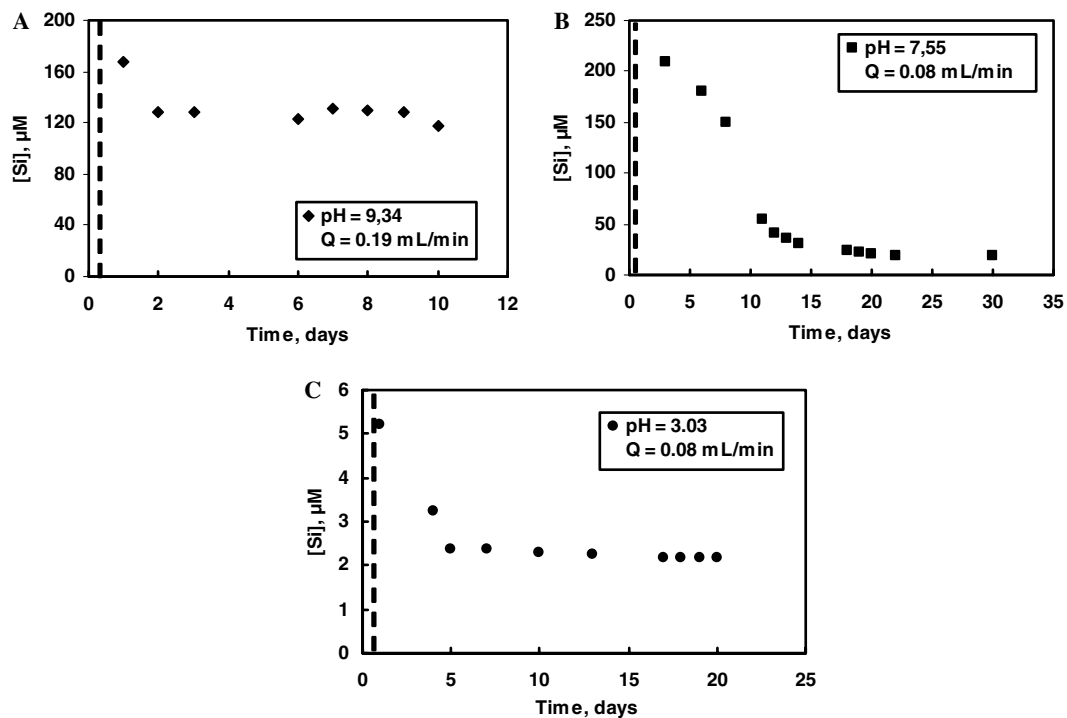 A
200
160
120
80
40
0
[Si], µM
pH = 9,34
Q = 0.19 mL/min
0 2 4 6 8 10 12
Time, days
B
250
200
150
100
50
0
[Si], µM
pH = 7,55
Q = 0.08 mL/min
0 5 10 15 20 25 30 35
Time, days
C
6
5
4
3
2
1
0
[Si], µM
pH = 3.03
Q = 0.08 mL/min
0 5 10 15 20 25
Time, days